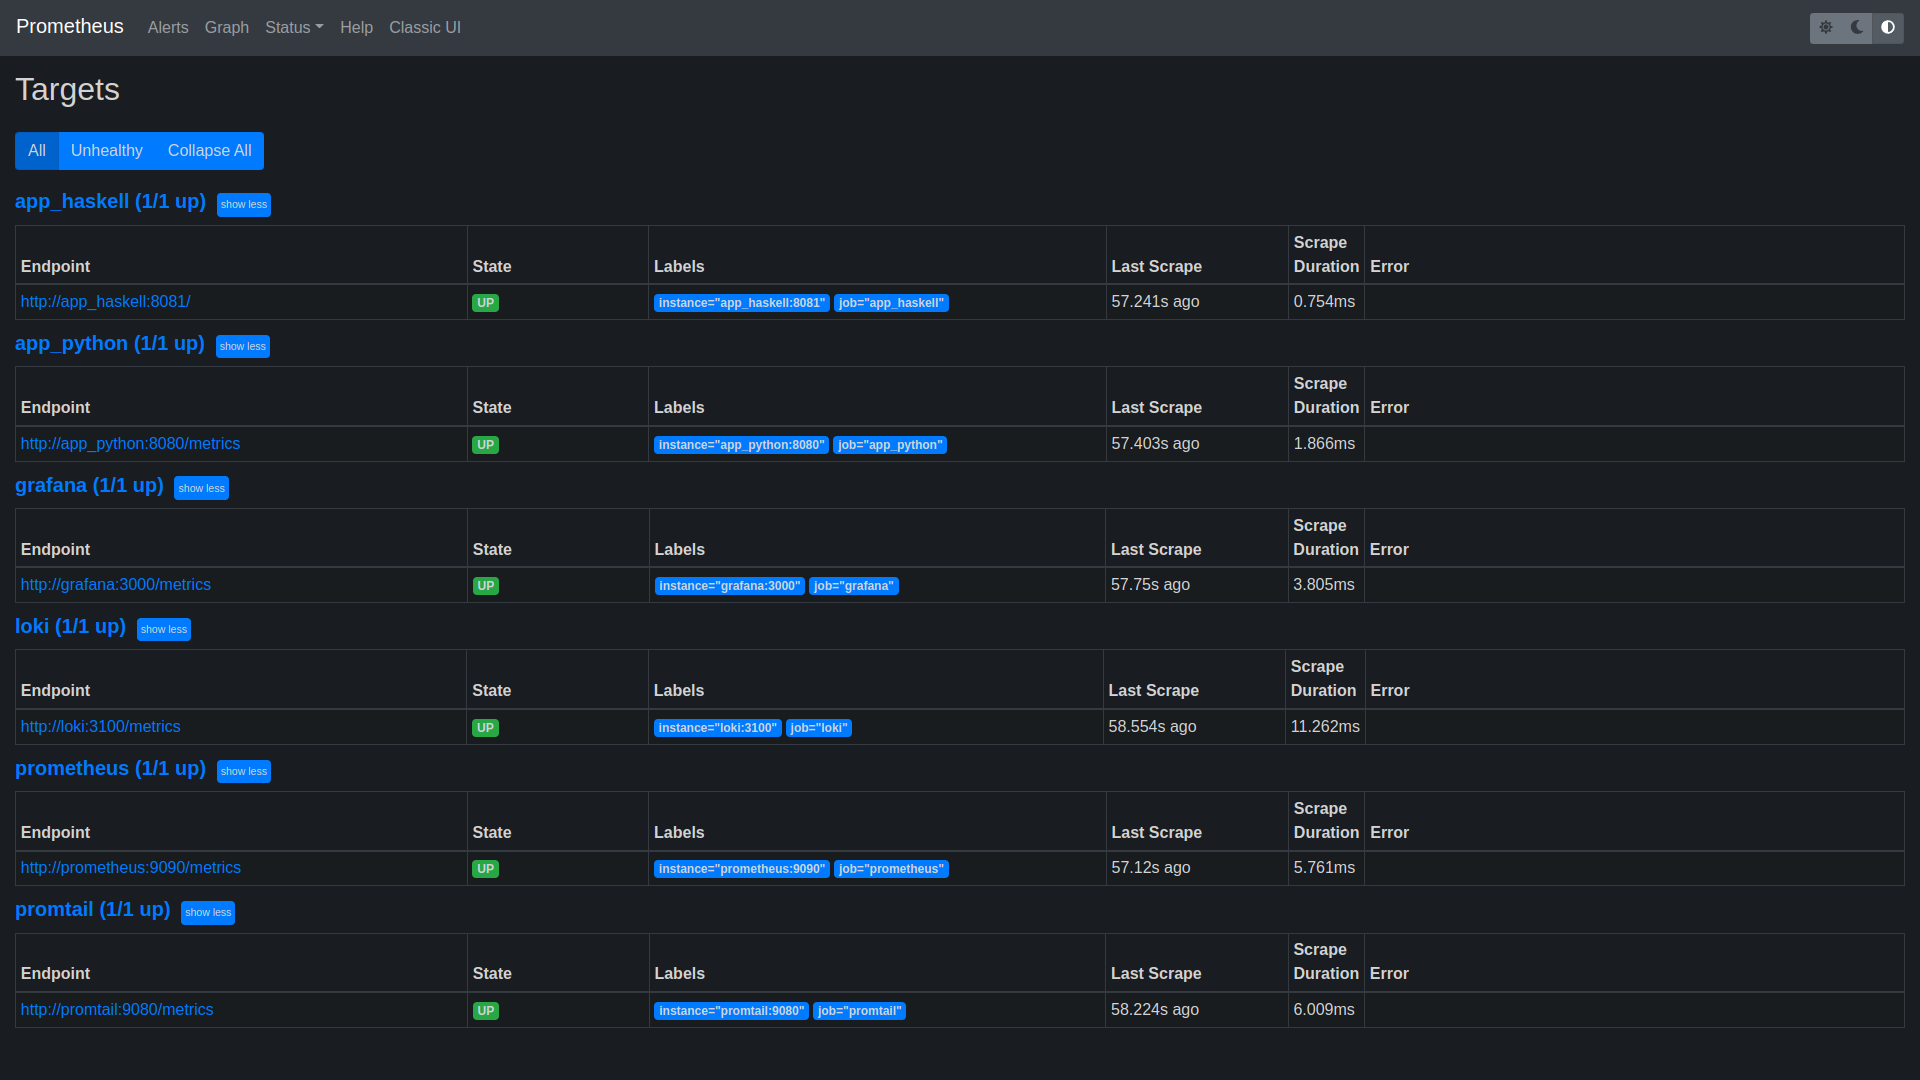 Prometheus Alerts Graph Status Help Classic UI
Targets
All Unhealthy Collapse All
app_haskell (1/1 up) show less
Endpoint State Labels Last Scrape Scrape Duration Error
http://app_haskell:8081/ UP instance="app_haskell:8081" job="app_haskell" 57.241s ago 0.754ms
app_python (1/1 up) show less
Endpoint State Labels Last Scrape Scrape Duration Error
http://app_python:8080/metrics UP instance="app_python:8080" job="app_python" 57.403s ago 1.866ms
grafana (1/1 up) show less
Endpoint State Labels Last Scrape Scrape Duration Error
http://grafana:3000/metrics UP instance="grafana:3000" job="grafana" 57.75s ago 3.805ms
loki (1/1 up) show less
Endpoint State Labels Last Scrape Scrape Duration Error
http://loki:3100/metrics UP instance="loki:3100" job="loki" 58.554s ago 11.262ms
prometheus (1/1 up) show less
Endpoint State Labels Last Scrape Scrape Duration Error
http://prometheus:9090/metrics UP instance="prometheus:9090" job="prometheus" 57.12s ago 5.761ms
promtail (1/1 up) show less
Endpoint State Labels Last Scrape Scrape Duration Error
http://promtail:9080/metrics UP instance="promtail:9080" job="promtail" 58.224s ago 6.009ms